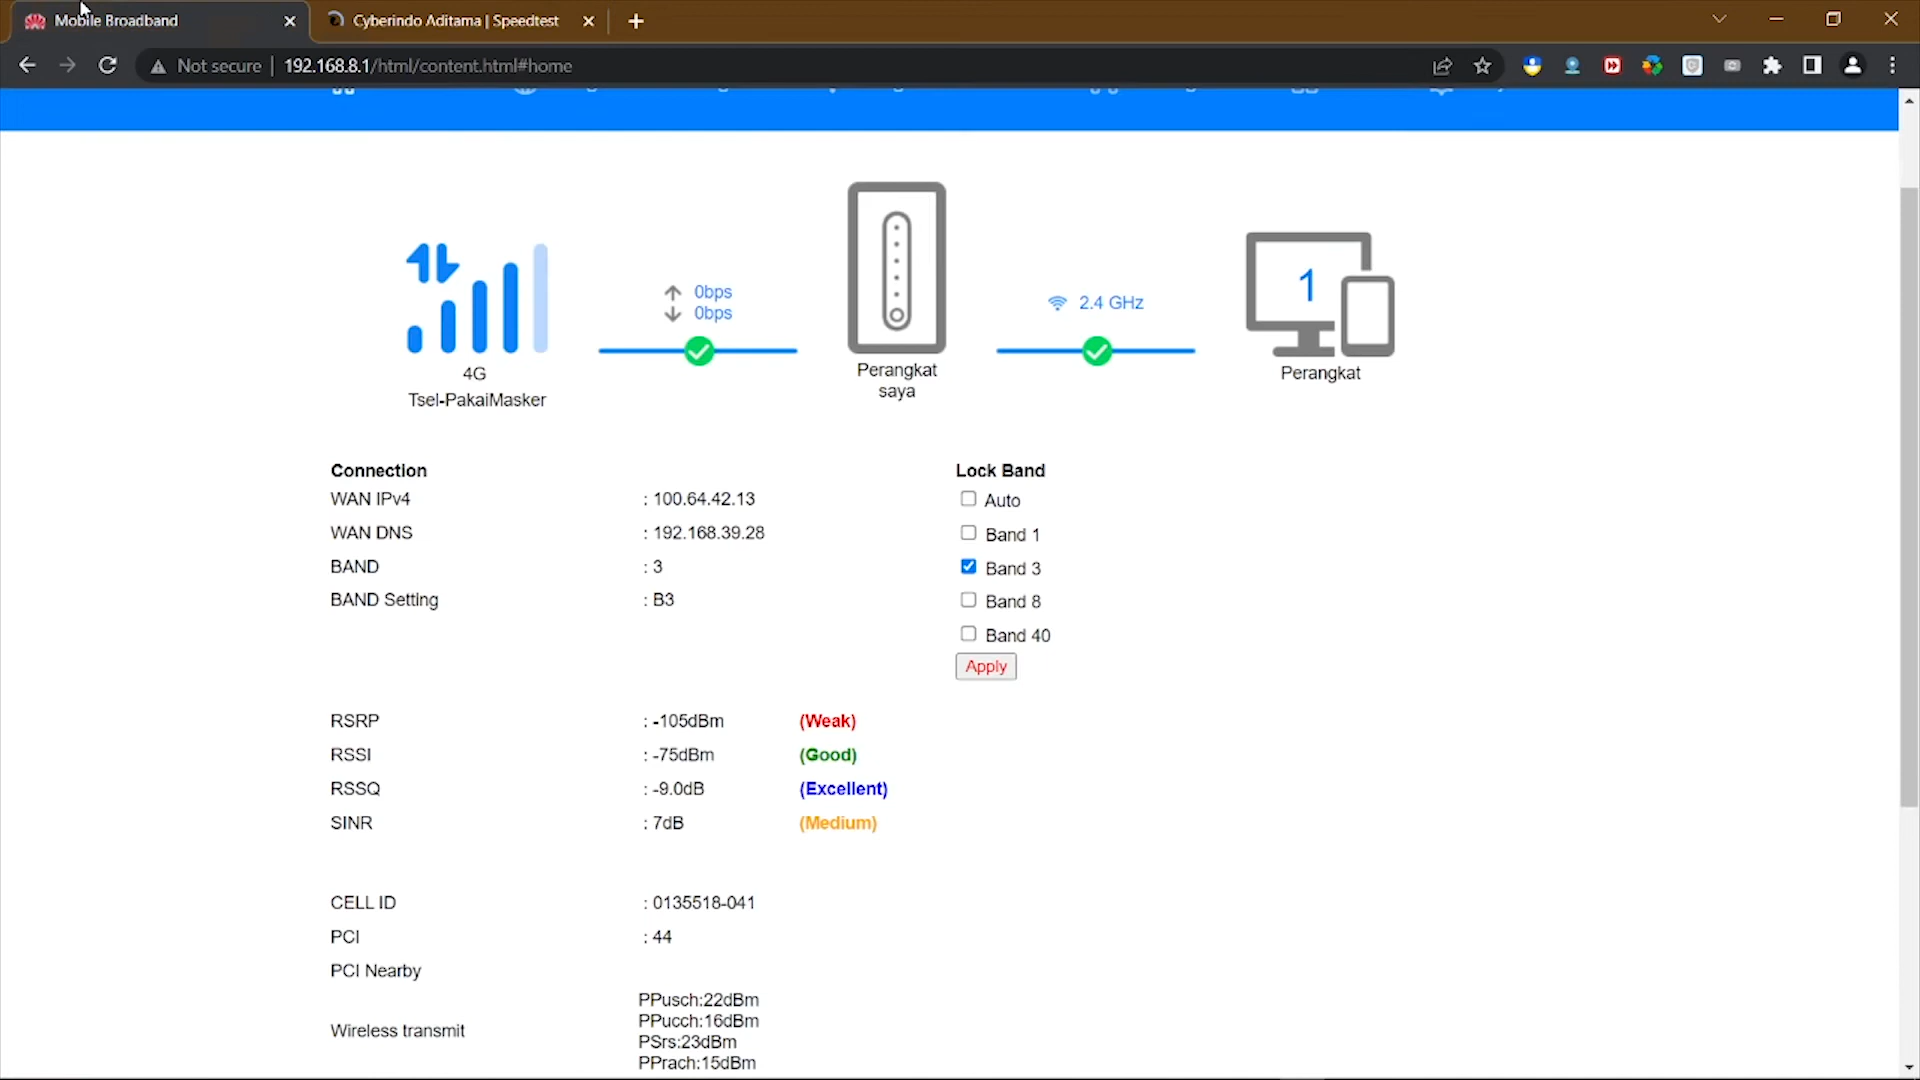 Mobile Broadband
Cyberindo Aditama | Speedtest
Not secure
192.168.8.1/html/content.html#home
0bps
0bps
2.4 GHz
1
4G
Tsel-PakaiMasker
Perangkat
saya
Perangkat
Connection
WAN IPv4 : 100.64.42.13
WAN DNS : 192.168.39.28
BAND : 3
BAND Setting : B3
Lock Band
Auto
Band 1
Band 3
Band 8
Band 40
Apply
RSRP : -105dBm (Weak)
RSSI : -75dBm (Good)
RSSQ : -9.0dB (Excellent)
SINR : 7dB (Medium)
CELL ID : 0135518-041
PCI : 44
PCI Nearby
Wireless transmit
PPusch:22dBm
PPucch:16dBm
PSrs:23dBm
PPrach:15dBm